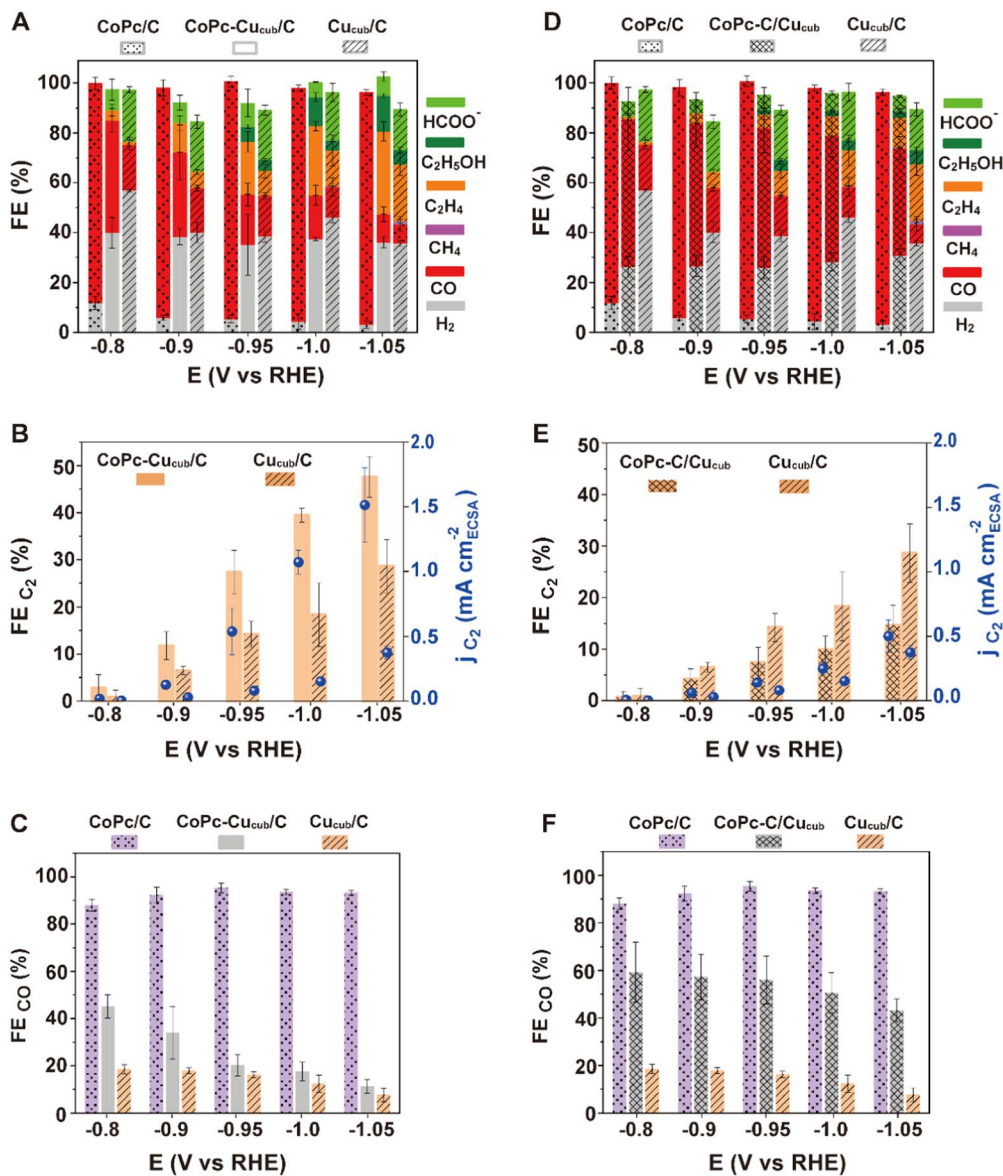 A
CoPc/C CoPc-Cucub/C Cucub/C
FE (%)
100
80
60
40
20
0
-0.8 -0.9 -0.95 -1.0 -1.05
E (V vs RHE)
HCOO-
C2H5OH
C2H4
CH4
CO
H2
D
CoPc/C CoPc-C/Cucub Cucub/C
FE (%)
100
80
60
40
20
0
-0.8 -0.9 -0.95 -1.0 -1.05
E (V vs RHE)
HCOO-
C2H5OH
C2H4
CH4
CO
H2
B
CoPc-Cucub/C Cucub/C
FE C2 (%)
50
40
30
20
10
0
-0.8 -0.9 -0.95 -1.0 -1.05
E (V vs RHE)
2.0
1.5
1.0
0.5
0.0
j C2 (mA cm-2ECSA)
E
CoPc-C/Cucub Cucub/C
FE C2 (%)
50
40
30
20
10
0
-0.8 -0.9 -0.95 -1.0 -1.05
E (V vs RHE)
2.0
1.5
1.0
0.5
0.0
j C2 (mA cm-2ECSA)
C
CoPc/C CoPc-Cucub/C Cucub/C
FE CO (%)
100
80
60
40
20
0
-0.8 -0.9 -0.95 -1.0 -1.05
E (V vs RHE)
F
CoPc/C CoPc-C/Cucub Cucub/C
FE CO (%)
100
80
60
40
20
0
-0.8 -0.9 -0.95 -1.0 -1.05
E (V vs RHE)